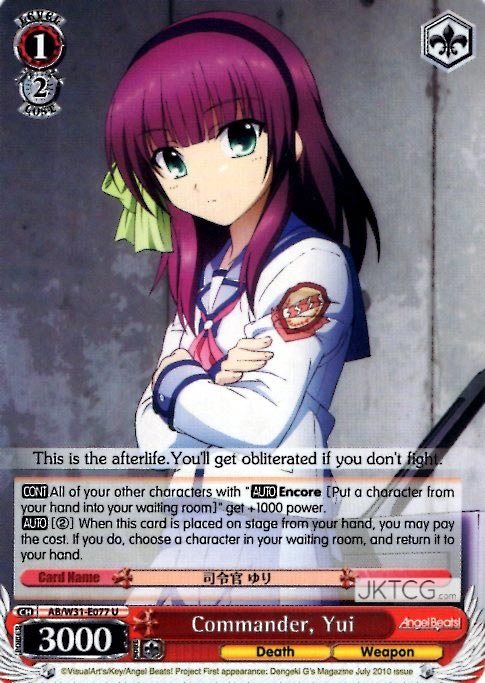 LEVEL
1
2
COST
This is the afterlife.You'll get obliterated if you don't fight.
CONT All of your other characters with "AUTO Encore [Put a character from
your hand into your waiting room]" get +1000 power.
AUTO [②] When this card is placed on stage from your hand, you may pay
the cost. If you do, choose a character in your waiting room, and return it to
your hand.
Card Name 司令官 ゆり
JKTCG.com
CH AB/W31-E077 U
POWER 3000 SOUL Commander, Yui Angel Beats!
Death Weapon
©VisualArt's/Key/Angel Beats! Project First appearance: Dengeki G's Magazine July 2010 issue